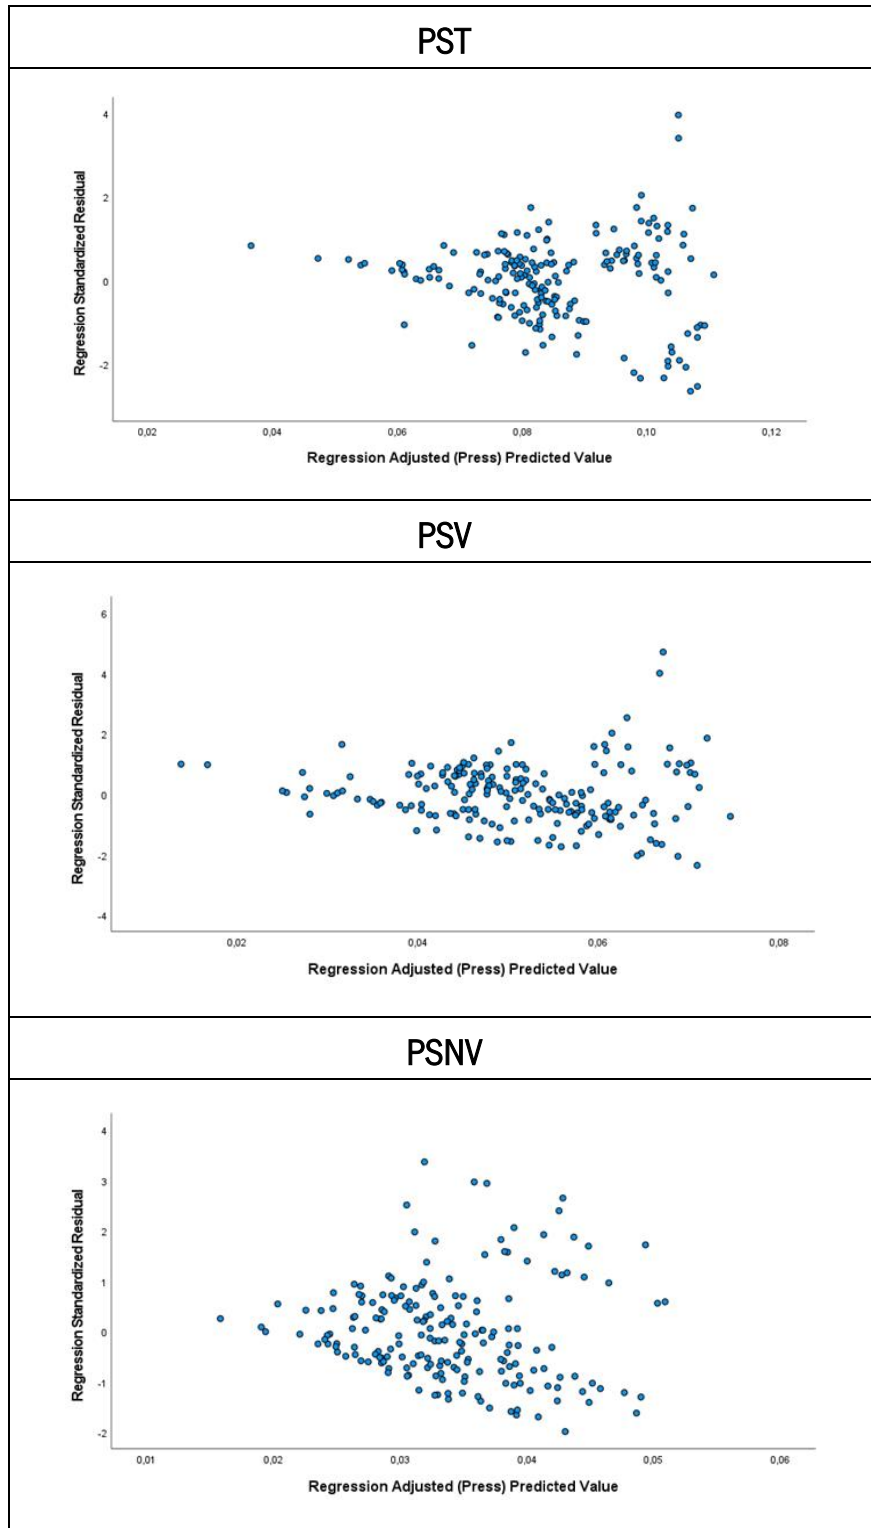 PST
4
2
0
-2
Regression Standardized Residual
0,02 0,04 0,06 0,08 0,10 0,12
Regression Adjusted (Press) Predicted Value
PSV
6
4
2
0
-2
-4
Regression Standardized Residual
0,02 0,04 0,06 0,08
Regression Adjusted (Press) Predicted Value
PSNV
4
3
2
1
0
-1
-2
Regression Standardized Residual
0,01 0,02 0,03 0,04 0,05 0,06
Regression Adjusted (Press) Predicted Value